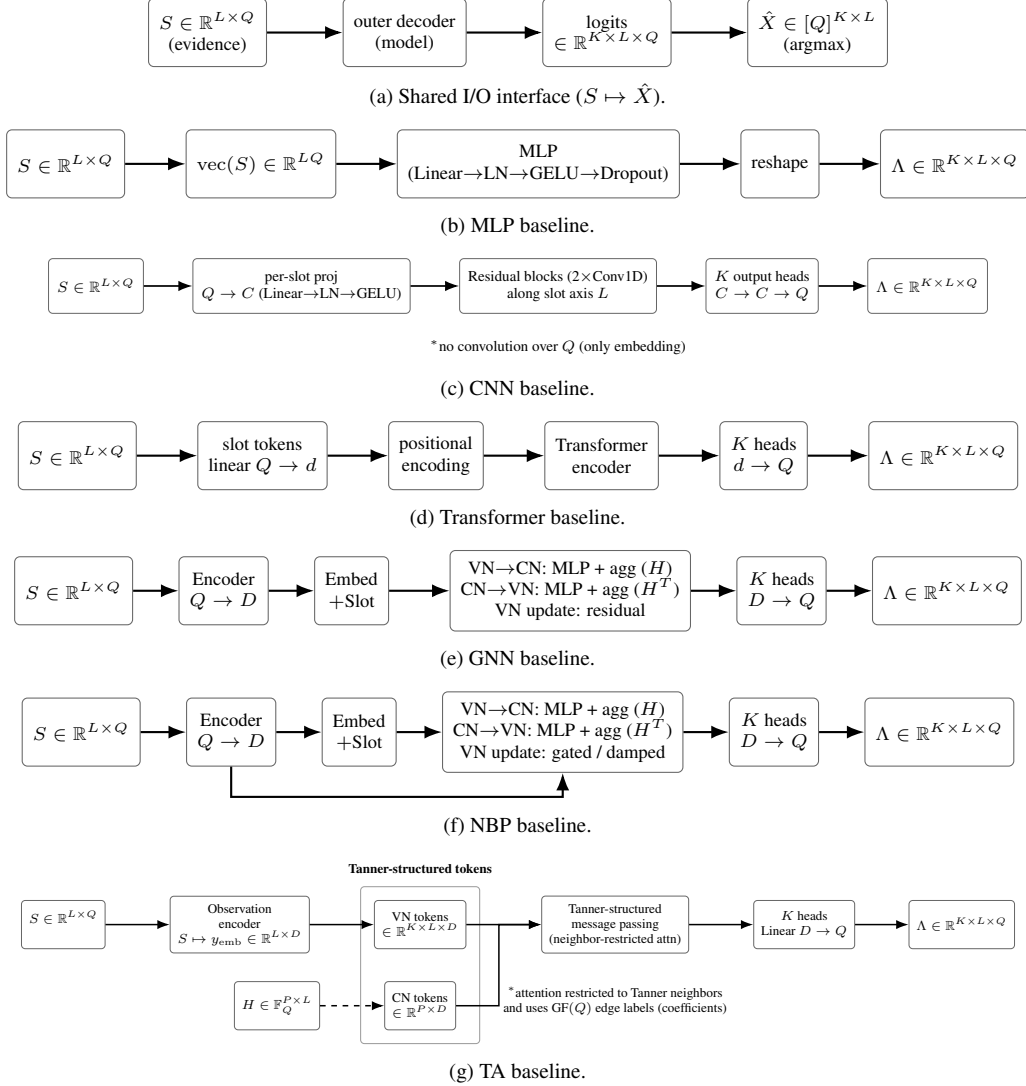 S ∈ ℝ^{L×Q}
(evidence)
outer decoder
(model)
logits
∈ ℝ^{K×L×Q}
X̂ ∈ [Q]^{K×L}
(argmax)
(a) Shared I/O interface (S ↦ X̂).
S ∈ ℝ^{L×Q}
vec(S) ∈ ℝ^{LQ}
MLP
(Linear→LN→GELU→Dropout)
reshape
Λ ∈ ℝ^{K×L×Q}
(b) MLP baseline.
S ∈ ℝ^{L×Q}
per-slot proj
Q → C (Linear→LN→GELU)
Residual blocks (2×Conv1D)
along slot axis L
K output heads
C → C → Q
Λ ∈ ℝ^{K×L×Q}
*no convolution over Q (only embedding)
(c) CNN baseline.
S ∈ ℝ^{L×Q}
slot tokens
linear Q → d
positional
encoding
Transformer
encoder
K heads
d → Q
Λ ∈ ℝ^{K×L×Q}
(d) Transformer baseline.
S ∈ ℝ^{L×Q}
Encoder
Q → D
Embed
+Slot
VN→CN: MLP + agg (H)
CN→VN: MLP + agg (H^T)
VN update: residual
K heads
D → Q
Λ ∈ ℝ^{K×L×Q}
(e) GNN baseline.
S ∈ ℝ^{L×Q}
Encoder
Q → D
Embed
+Slot
VN→CN: MLP + agg (H)
CN→VN: MLP + agg (H^T)
VN update: gated / damped
K heads
D → Q
Λ ∈ ℝ^{K×L×Q}
(f) NBP baseline.
Tanner-structured tokens
S ∈ ℝ^{L×Q}
Observation
encoder
S ↦ y_{emb} ∈ ℝ^{L×D}
VN tokens
∈ ℝ^{K×L×D}
Tanner-structured
message passing
(neighbor-restricted attn)
K heads
Linear D → Q
Λ ∈ ℝ^{K×L×Q}
H ∈ 𝔽_Q^{P×L}
CN tokens
∈ ℝ^{P×D}
*attention restricted to Tanner neighbors
and uses GF(Q) edge labels (coefficients)
(g) TA baseline.